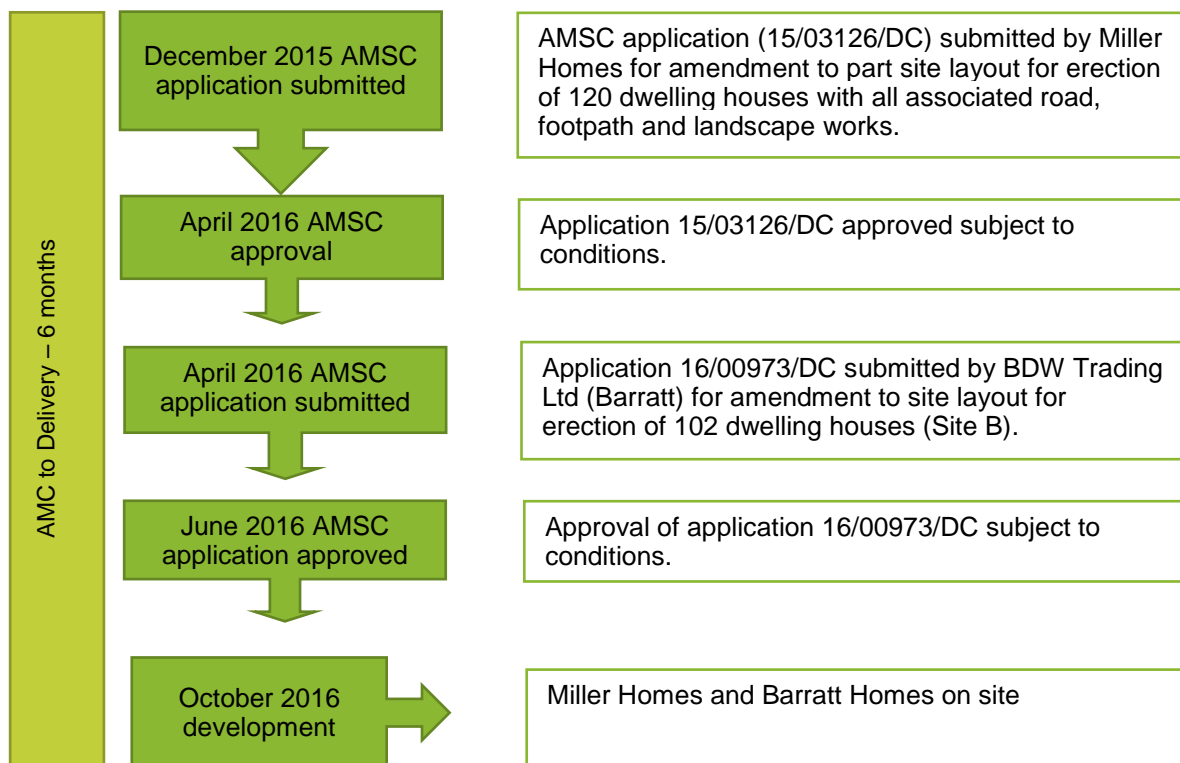 AMC to Delivery – 6 months
December 2015 AMSC
application submitted
AMSC application (15/03126/DC) submitted by Miller
Homes for amendment to part site layout for erection
of 120 dwelling houses with all associated road,
footpath and landscape works.
April 2016 AMSC
approval
Application 15/03126/DC approved subject to
conditions.
April 2016 AMSC
application submitted
Application 16/00973/DC submitted by BDW Trading
Ltd (Barratt) for amendment to site layout for
erection of 102 dwelling houses (Site B).
June 2016 AMSC
application approved
Approval of application 16/00973/DC subject to
conditions.
October 2016
development
Miller Homes and Barratt Homes on site